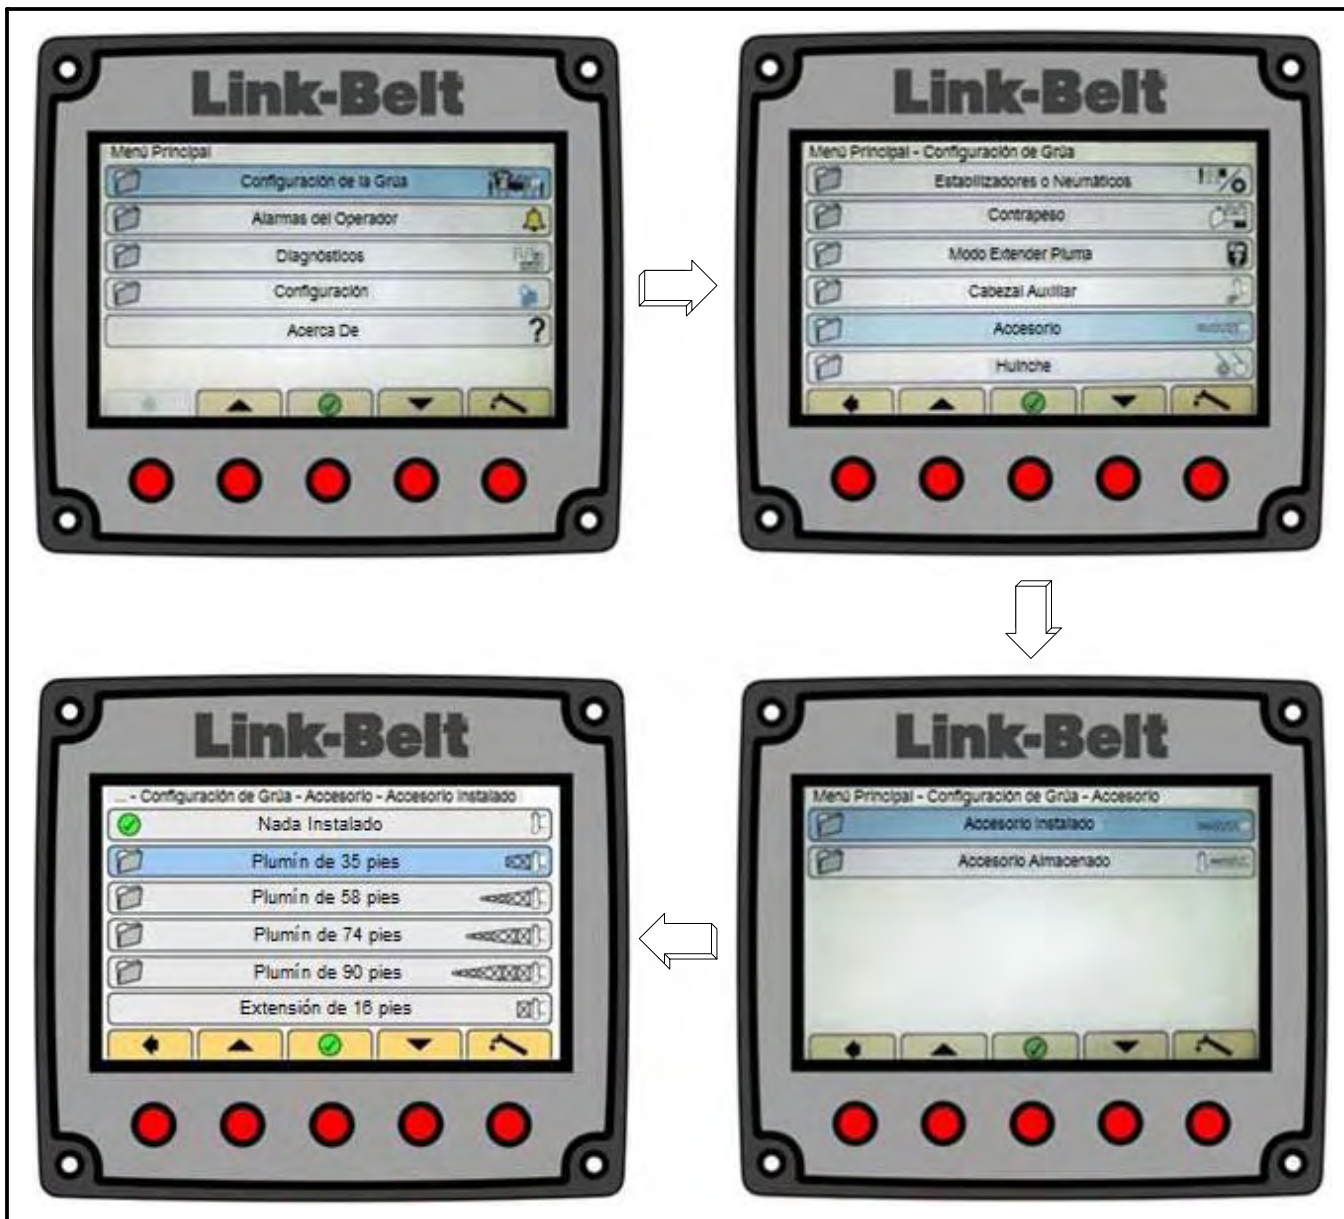 Link-Belt
Menú Principal
Configuración de la Grúa
Alarmas del Operador
Diagnósticos
Configuración
Acerca De
?
Link-Belt
Menú Principal - Configuración de Grúa
Estabilizadores o Neumáticos
Contrapeso
Modo Extender Pluma
Cabezal Auxiliar
Accesorio
Huinche
Link-Belt
... - Configuración de Grúa - Accesorio - Accesorio Instalado
Nada Instalado
Plumín de 35 pies
Plumín de 58 pies
Plumín de 74 pies
Plumín de 90 pies
Extensión de 16 pies
Link-Belt
Menú Principal - Configuración de Grúa - Accesorio
Accesorio Instalado
Accesorio Almacenado